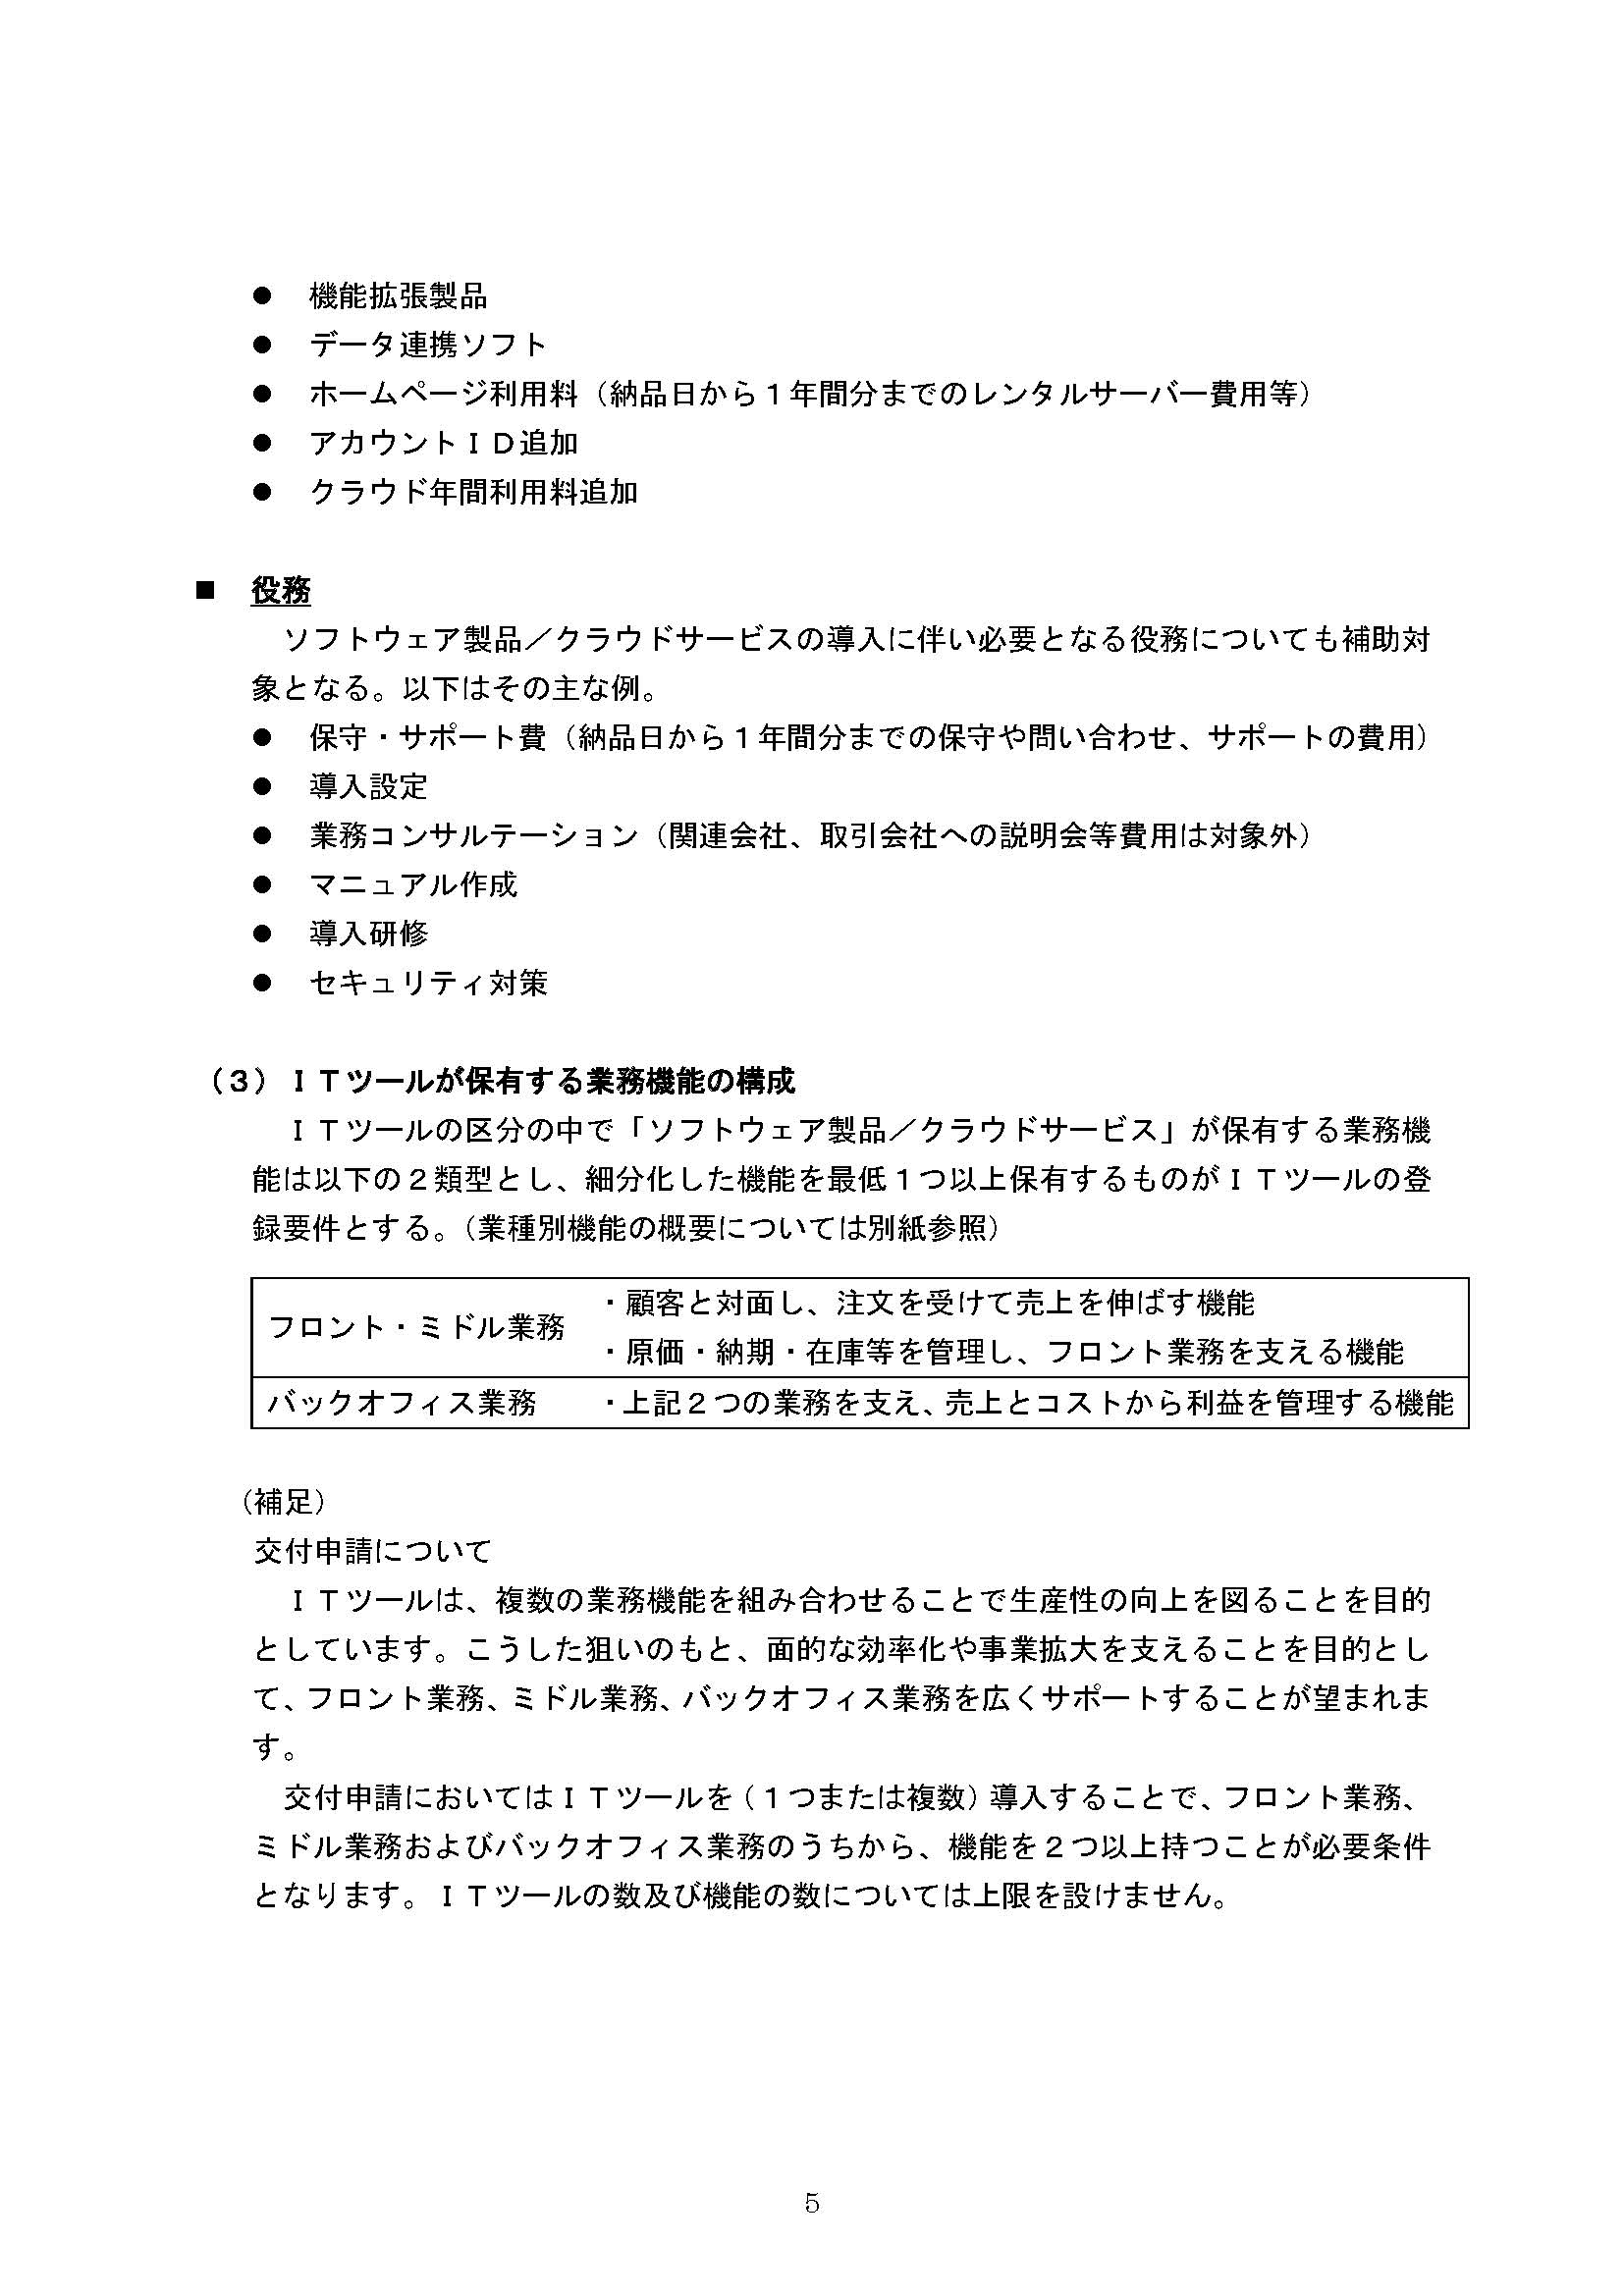 ● 機能拡張製品
● データ連携ソフト
● ホームページ利用料（納品日から１年間分までのレンタルサーバー費用等）
● アカウントＩＤ追加
● クラウド年間利用料追加
■ 役務
ソフトウェア製品／クラウドサービスの導入に伴い必要となる役務についても補助対
象となる。以下はその主な例。
● 保守・サポート費（納品日から１年間分までの保守や問い合わせ、サポートの費用）
● 導入設定
● 業務コンサルテーション（関連会社、取引会社への説明会等費用は対象外）
● マニュアル作成
● 導入研修
● セキュリティ対策
（３）ＩＴツールが保有する業務機能の構成
ＩＴツールの区分の中で「ソフトウェア製品／クラウドサービス」が保有する業務機
能は以下の２類型とし、細分化した機能を最低１つ以上保有するものがＩＴツールの登
録要件とする。（業種別機能の概要については別紙参照）
フロント・ミドル業務
・顧客と対面し、注文を受けて売上を伸ばす機能
・原価・納期・在庫等を管理し、フロント業務を支える機能
バックオフィス業務 ・上記２つの業務を支え、売上とコストから利益を管理する機能
（補足）
交付申請について
ＩＴツールは、複数の業務機能を組み合わせることで生産性の向上を図ることを目的
としています。こうした狙いのもと、面的な効率化や事業拡大を支えることを目的とし
て、フロント業務、ミドル業務、バックオフィス業務を広くサポートすることが望まれま
す。
交付申請においてはＩＴツールを（１つまたは複数）導入することで、フロント業務、
ミドル業務およびバックオフィス業務のうちから、機能を２つ以上持つことが必要条件
となります。ＩＴツールの数及び機能の数については上限を設けません。
5